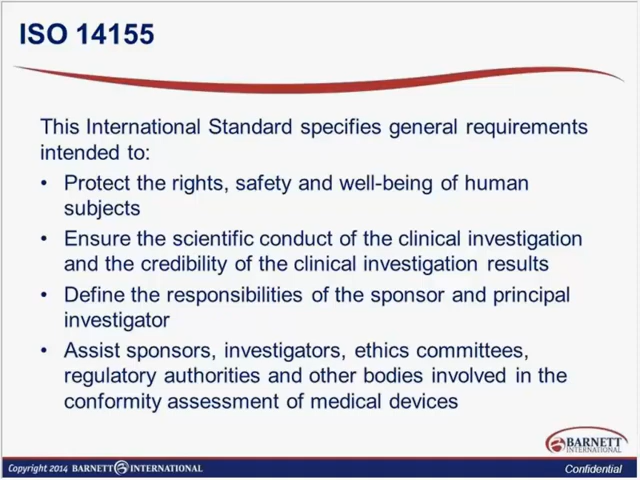 ISO 14155
This International Standard specifies general requirements
intended to:
• Protect the rights, safety and well-being of human
subjects
• Ensure the scientific conduct of the clinical investigation
and the credibility of the clinical investigation results
• Define the responsibilities of the sponsor and principal
investigator
• Assist sponsors, investigators, ethics committees,
regulatory authorities and other bodies involved in the
conformity assessment of medical devices
BARNETT
INTERNATIONAL
Copyright 2014 BARNETT INTERNATIONAL
Confidential